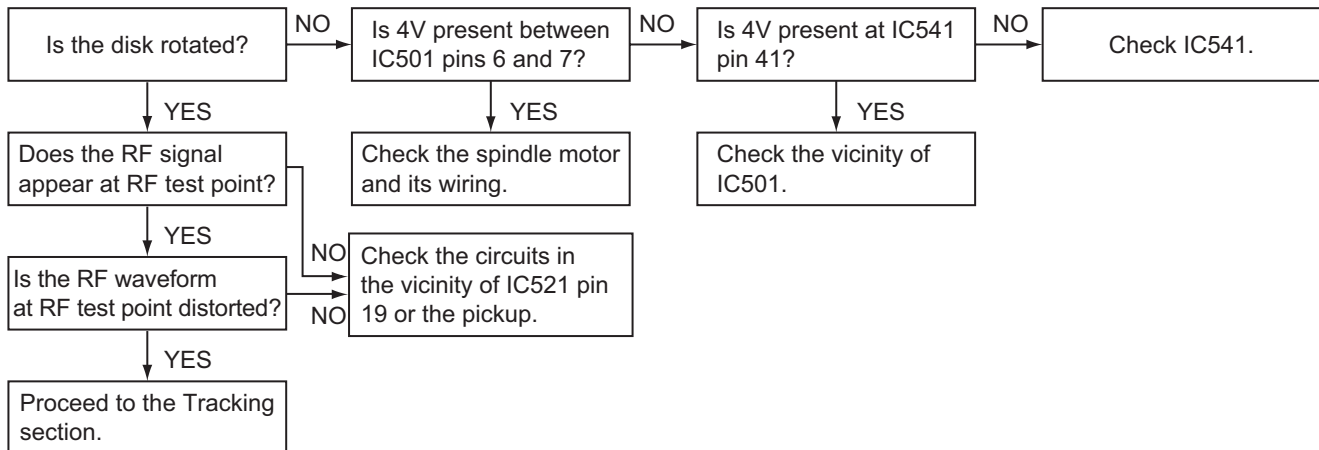 Is the disk rotated?
NO
Is 4V present between
IC501 pins 6 and 7?
NO
Is 4V present at IC541
pin 41?
NO
Check IC541.
YES
YES
YES
Does the RF signal
appear at RF test point?
Check the spindle motor
and its wiring.
Check the vicinity of
IC501.
YES
NO
Is the RF waveform
at RF test point distorted?
NO
Check the circuits in
the vicinity of IC521 pin
19 or the pickup.
YES
Proceed to the Tracking
section.